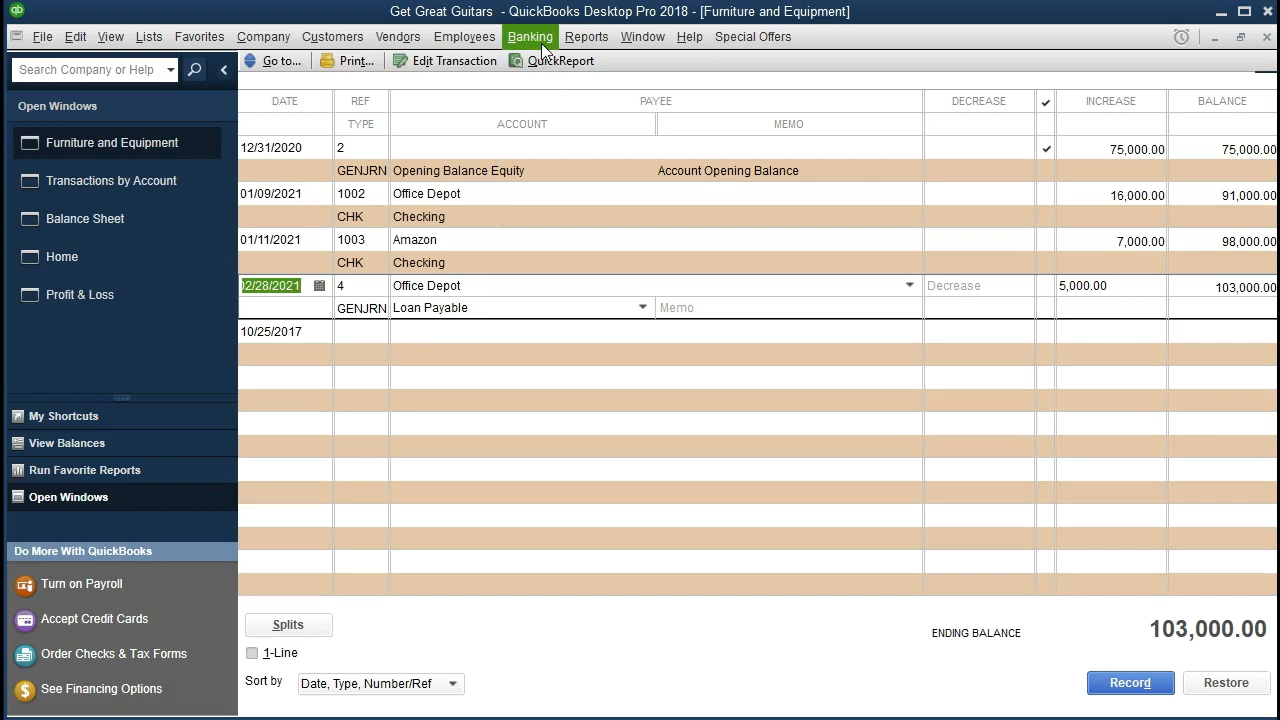 Get Great Guitars - QuickBooks Desktop Pro 2018 - [Furniture and Equipment]
File Edit View Lists Favorites Company Customers Vendors Employees Banking Reports Window Help Special Offers
Search Company or Help
Go to... Print... Edit Transaction QuickReport
Open Windows
Furniture and Equipment
Transactions by Account
Balance Sheet
Home
Profit & Loss
My Shortcuts
View Balances
Run Favorite Reports
Open Windows
Do More With QuickBooks
Turn on Payroll
Accept Credit Cards
Order Checks & Tax Forms
See Financing Options
DATE REF PAYEE DECREASE ✓ INCREASE BALANCE
TYPE ACCOUNT MEMO
12/31/2020 2 ✓ 75,000.00 75,000.00
GENJRN Opening Balance Equity Account Opening Balance
01/09/2021 1002 Office Depot 16,000.00 91,000.00
CHK Checking
01/11/2021 1003 Amazon 7,000.00 98,000.00
CHK Checking
02/28/2021 4 Office Depot Decrease 5,000.00 103,000.00
GENJRN Loan Payable Memo
10/25/2017
Splits
ENDING BALANCE 103,000.00
1-Line
Sort by Date, Type, Number/Ref
Record Restore